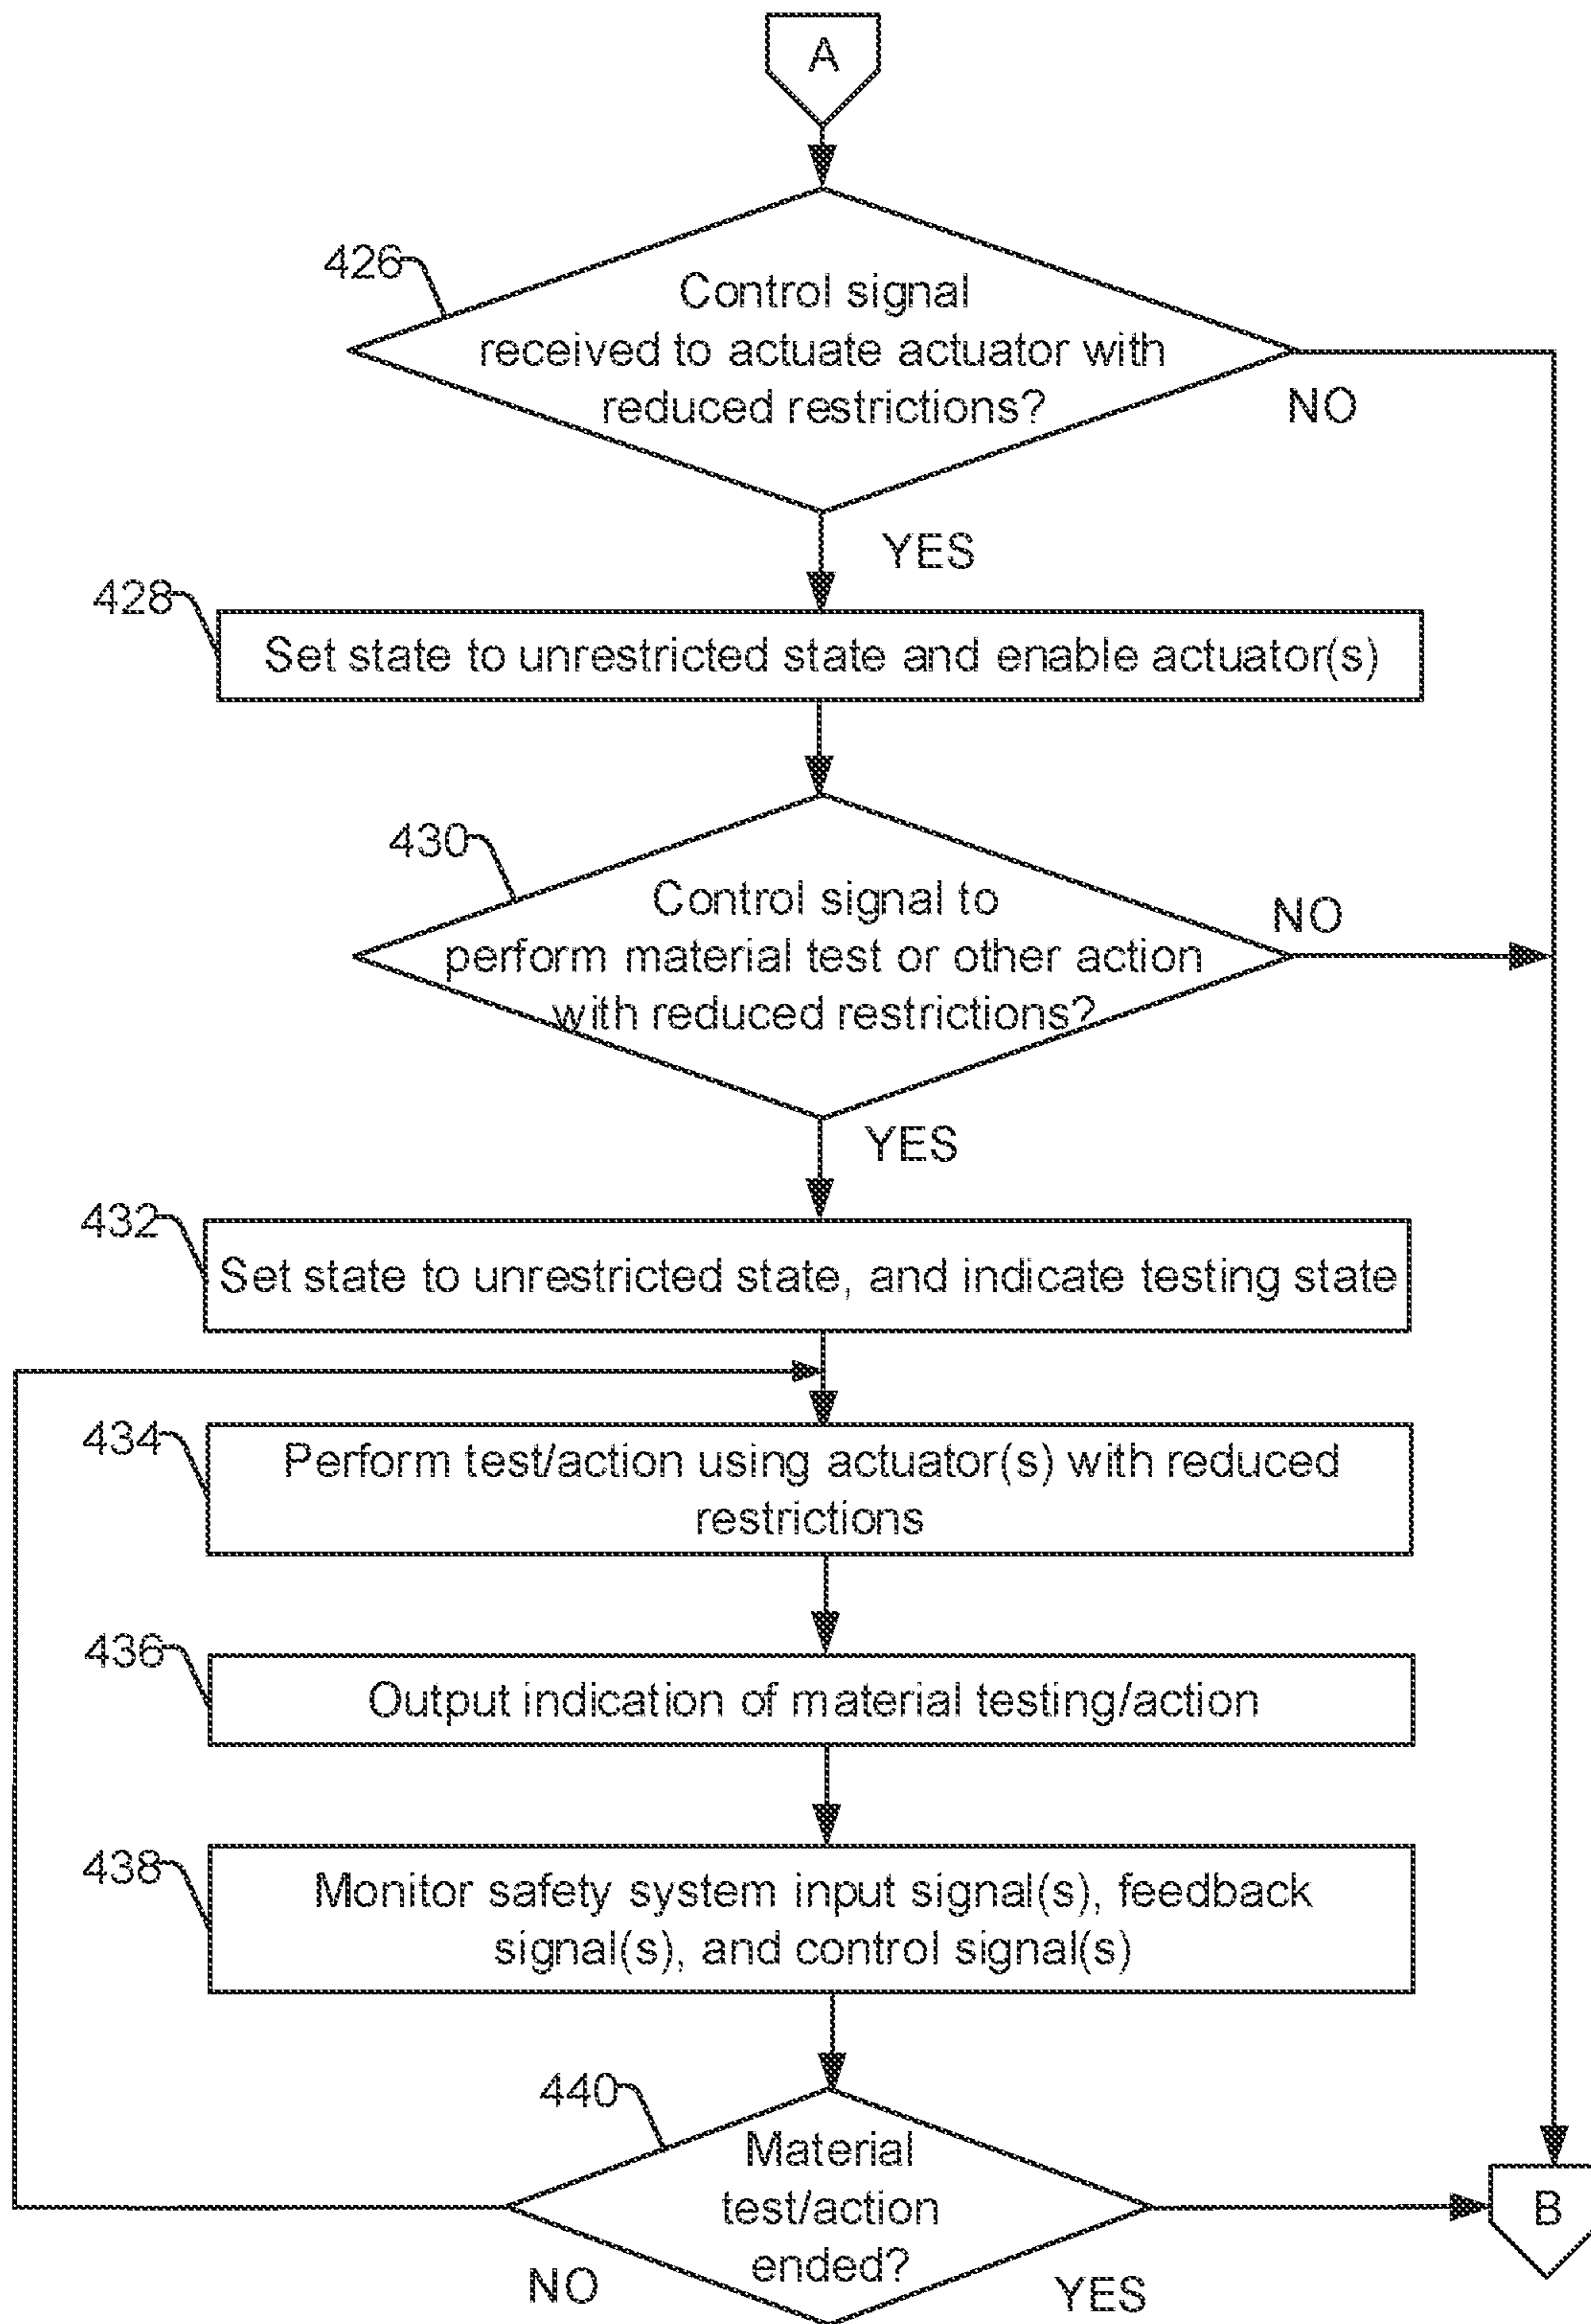 A
426
Control signal
received to actuate actuator with
reduced restrictions?
NO
YES
428
Set state to unrestricted state and enable actuator(s)
430
Control signal to
perform material test or other action
with reduced restrictions?
NO
YES
432
Set state to unrestricted state, and indicate testing state
434
Perform test/action using actuator(s) with reduced
restrictions
436
Output indication of material testing/action
438
Monitor safety system input signal(s), feedback
signal(s), and control signal(s)
440
Material
test/action
ended?
NO
YES
B